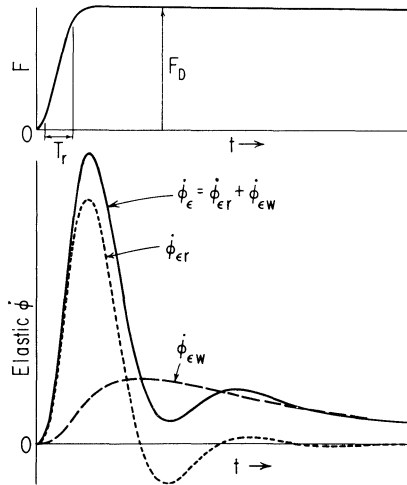 F
F_D
0
T_r
t →
φ̇_ϵ = φ̇_ϵr + φ̇_ϵw
φ̇_ϵr
Elastic φ̇
φ̇_ϵw
0
t →